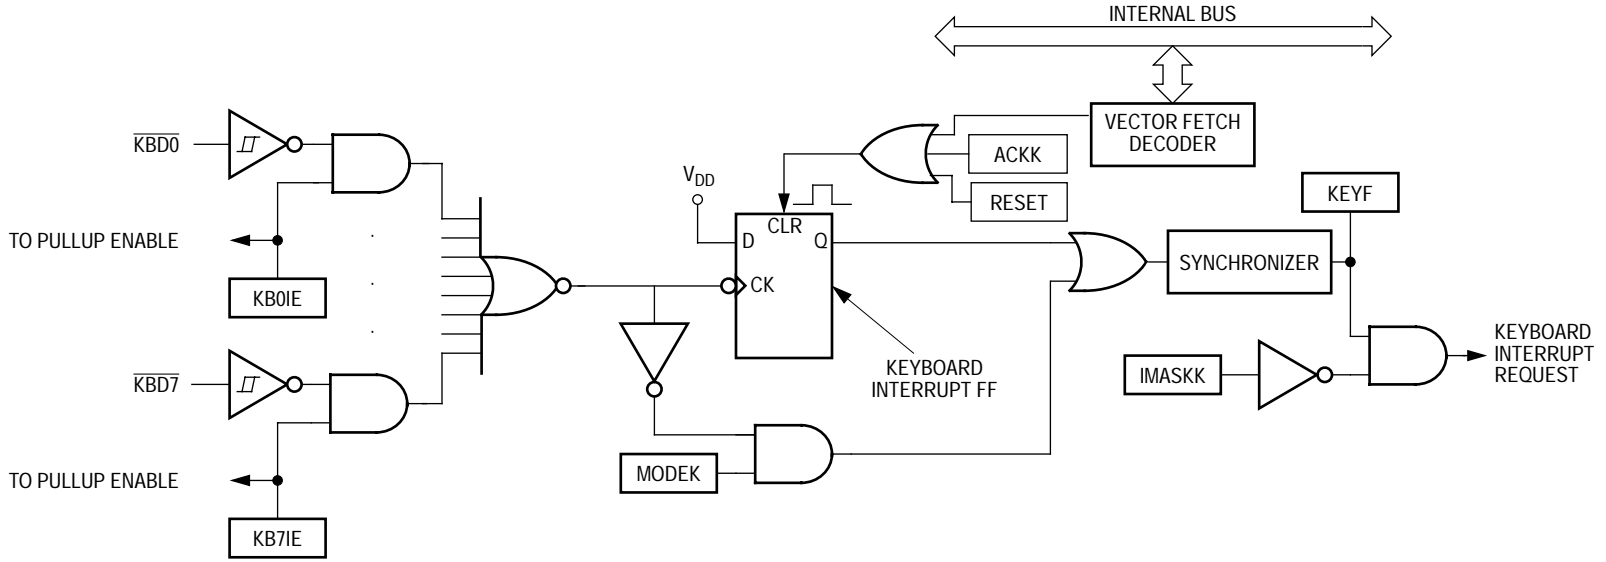 INTERNAL BUS
VECTOR FETCH
DECODER
ACKK
RESET
KBD0
TO PULLUP ENABLE
KB0IE
KBD7
TO PULLUP ENABLE
KB7IE
VDD
D
CLR
Q
CK
KEYBOARD
INTERRUPT FF
MODEK
SYNCHRONIZER
KEYF
IMASKK
KEYBOARD
INTERRUPT
REQUEST